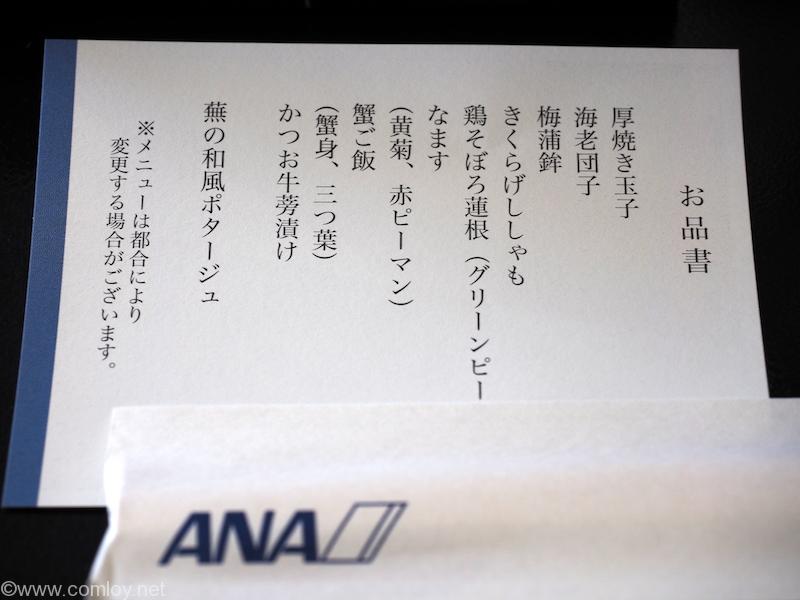 お品書
厚焼き玉子
海老団子
梅蒲鉾
きくらげししゃも
鶏そぼろ蓮根（グリーンピー
なます
（黄菊、赤ピーマン）
蟹ご飯
（蟹身、三つ葉）
かつお牛蒡漬け
蕪の和風ポタージュ
※メニューは都合により
変更する場合がございます。
ANA
©www.comloy.net